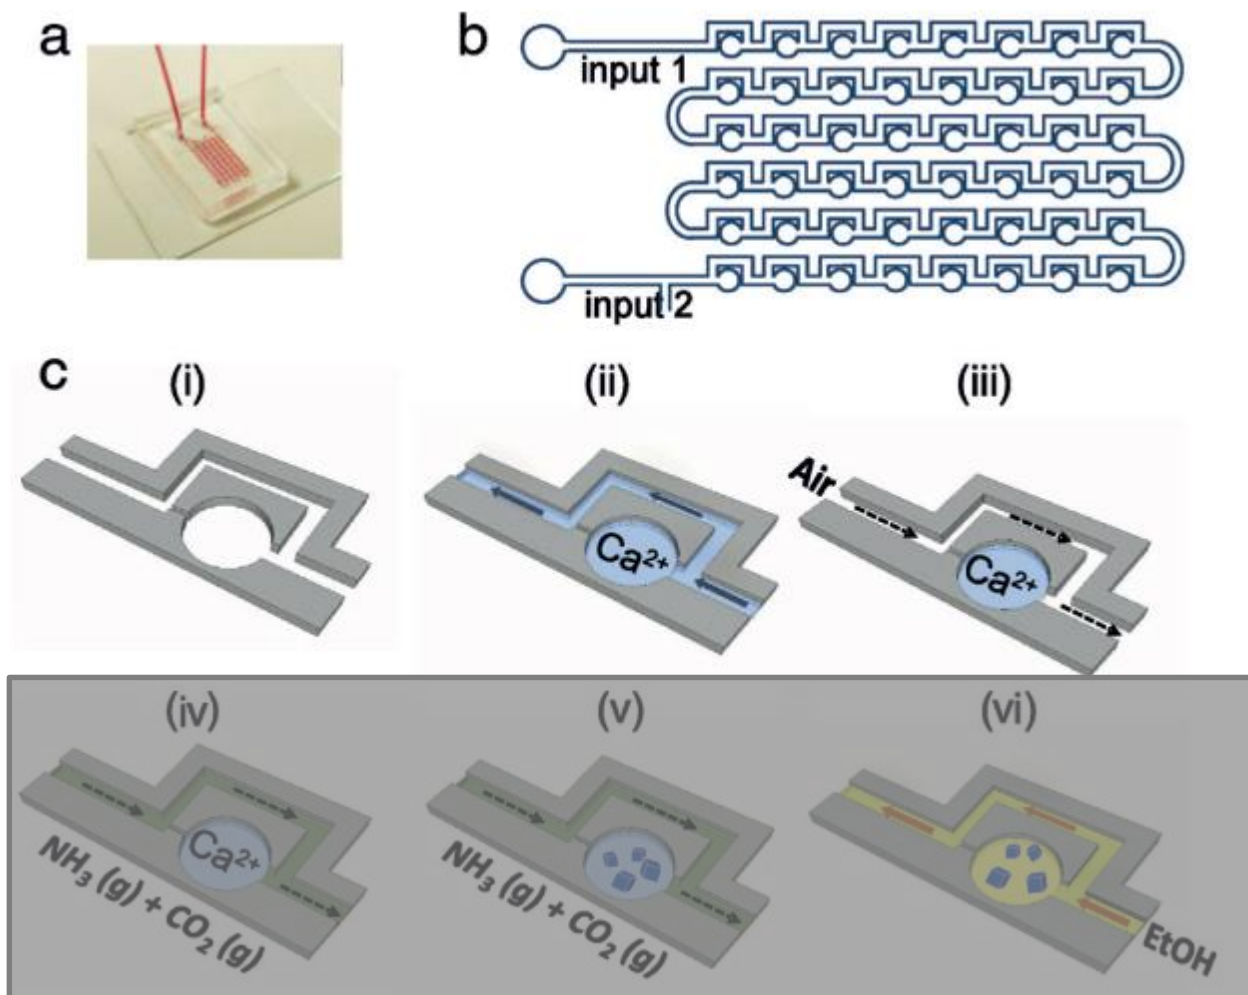 a
b
input 1
input 2
c
(i)
(ii)
(iii)
Ca²⁺
Air
Ca²⁺
(iv)
(v)
(vi)
Ca²⁺
NH₃ (g) + CO₂ (g)
NH₃ (g) + CO₂ (g)
EtOH